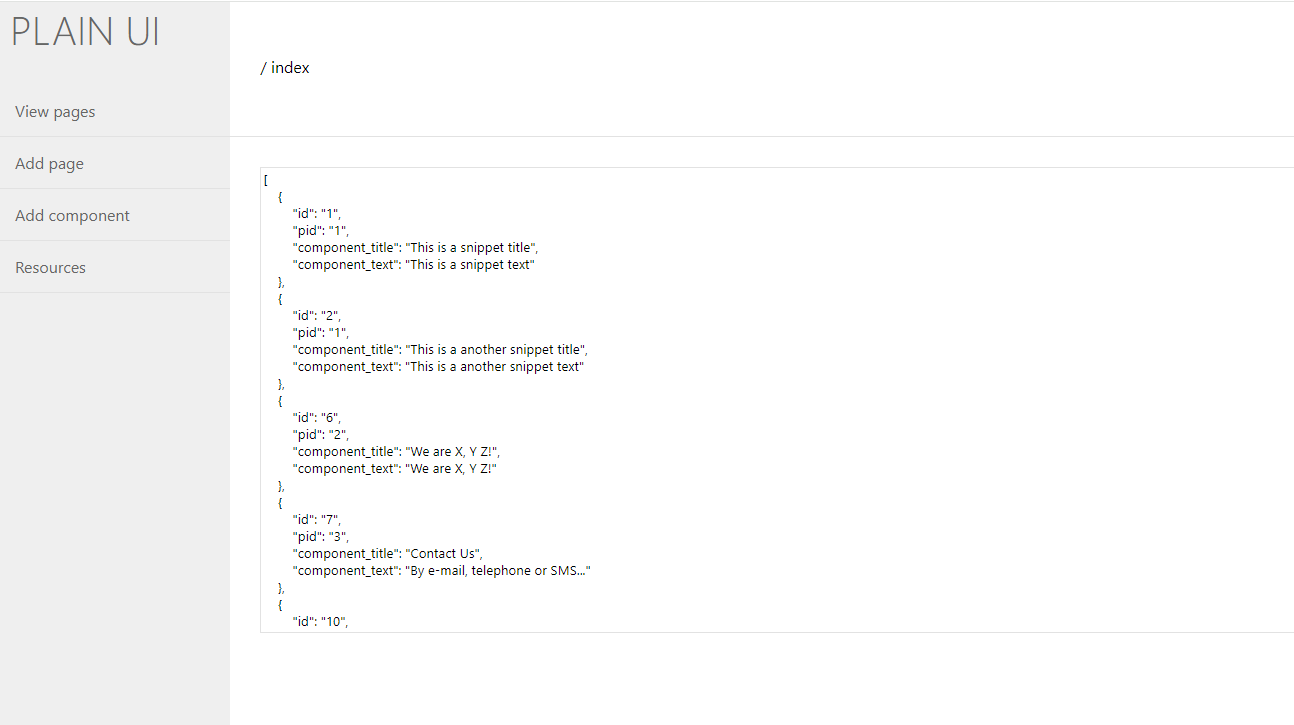 PLAIN UI
View pages
Add page
Add component
Resources
/ index
[
{
"id": "1",
"pid": "1",
"component_title": "This is a snippet title",
"component_text": "This is a snippet text"
},
{
"id": "2",
"pid": "1",
"component_title": "This is a another snippet title",
"component_text": "This is a another snippet text"
},
{
"id": "6",
"pid": "2",
"component_title": "We are X, Y Z!",
"component_text": "We are X, Y Z!"
},
{
"id": "7",
"pid": "3",
"component_title": "Contact Us",
"component_text": "By e-mail, telephone or SMS..."
},
{
"id": "10",